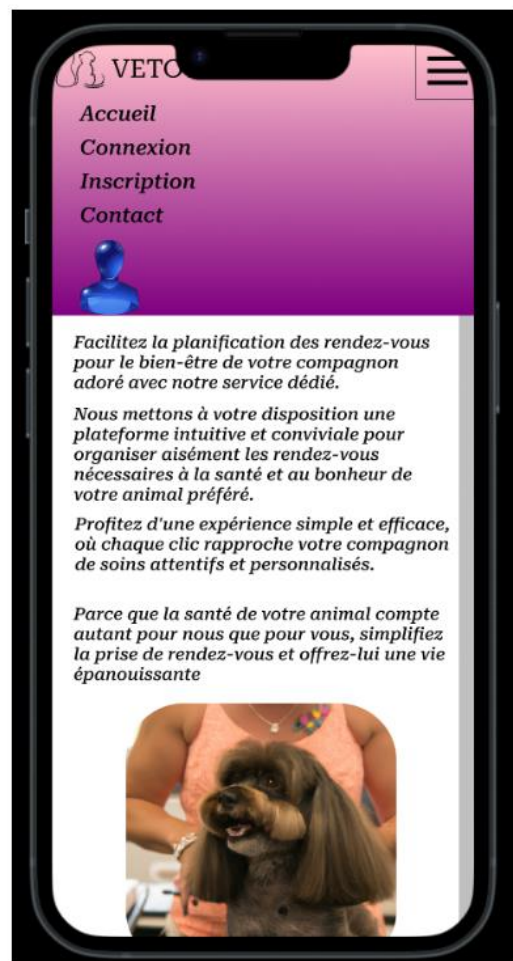 VETO
Accueil
Connexion
Inscription
Contact
Facilitez la planification des rendez-vous
pour le bien-être de votre compagnon
adoré avec notre service dédié.
Nous mettons à votre disposition une
plateforme intuitive et conviviale pour
organiser aisément les rendez-vous
nécessaires à la santé et au bonheur de
votre animal préféré.
Profitez d'une expérience simple et efficace,
où chaque clic rapproche votre compagnon
de soins attentifs et personnalisés.
Parce que la santé de votre animal compte
autant pour nous que pour vous, simplifiez
la prise de rendez-vous et offrez-lui une vie
épanouissante